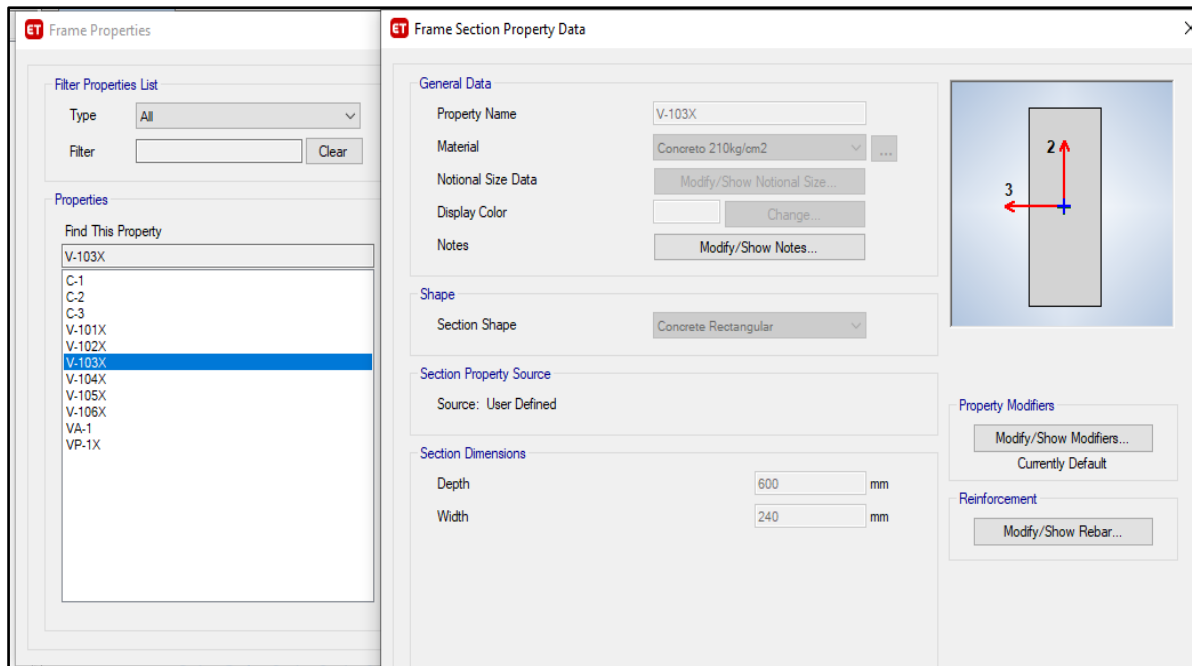 ET Frame Properties
Filter Properties List
Type All
Filter Clear
Properties
Find This Property
V-103X
C-1
C-2
C-3
V-101X
V-102X
V-103X
V-104X
V-105X
V-106X
VA-1
VP-1X
ET Frame Section Property Data
General Data
Property Name V-103X
Material Concreto 210kg/cm2 ...
Notional Size Data Modify/Show Notional Size...
Display Color Change...
Notes Modify/Show Notes...
Shape
Section Shape Concrete Rectangular
Section Property Source
Source: User Defined
Section Dimensions
Depth 600 mm
Width 240 mm
2
3
Property Modifiers
Modify/Show Modifiers...
Currently Default
Reinforcement
Modify/Show Rebar...